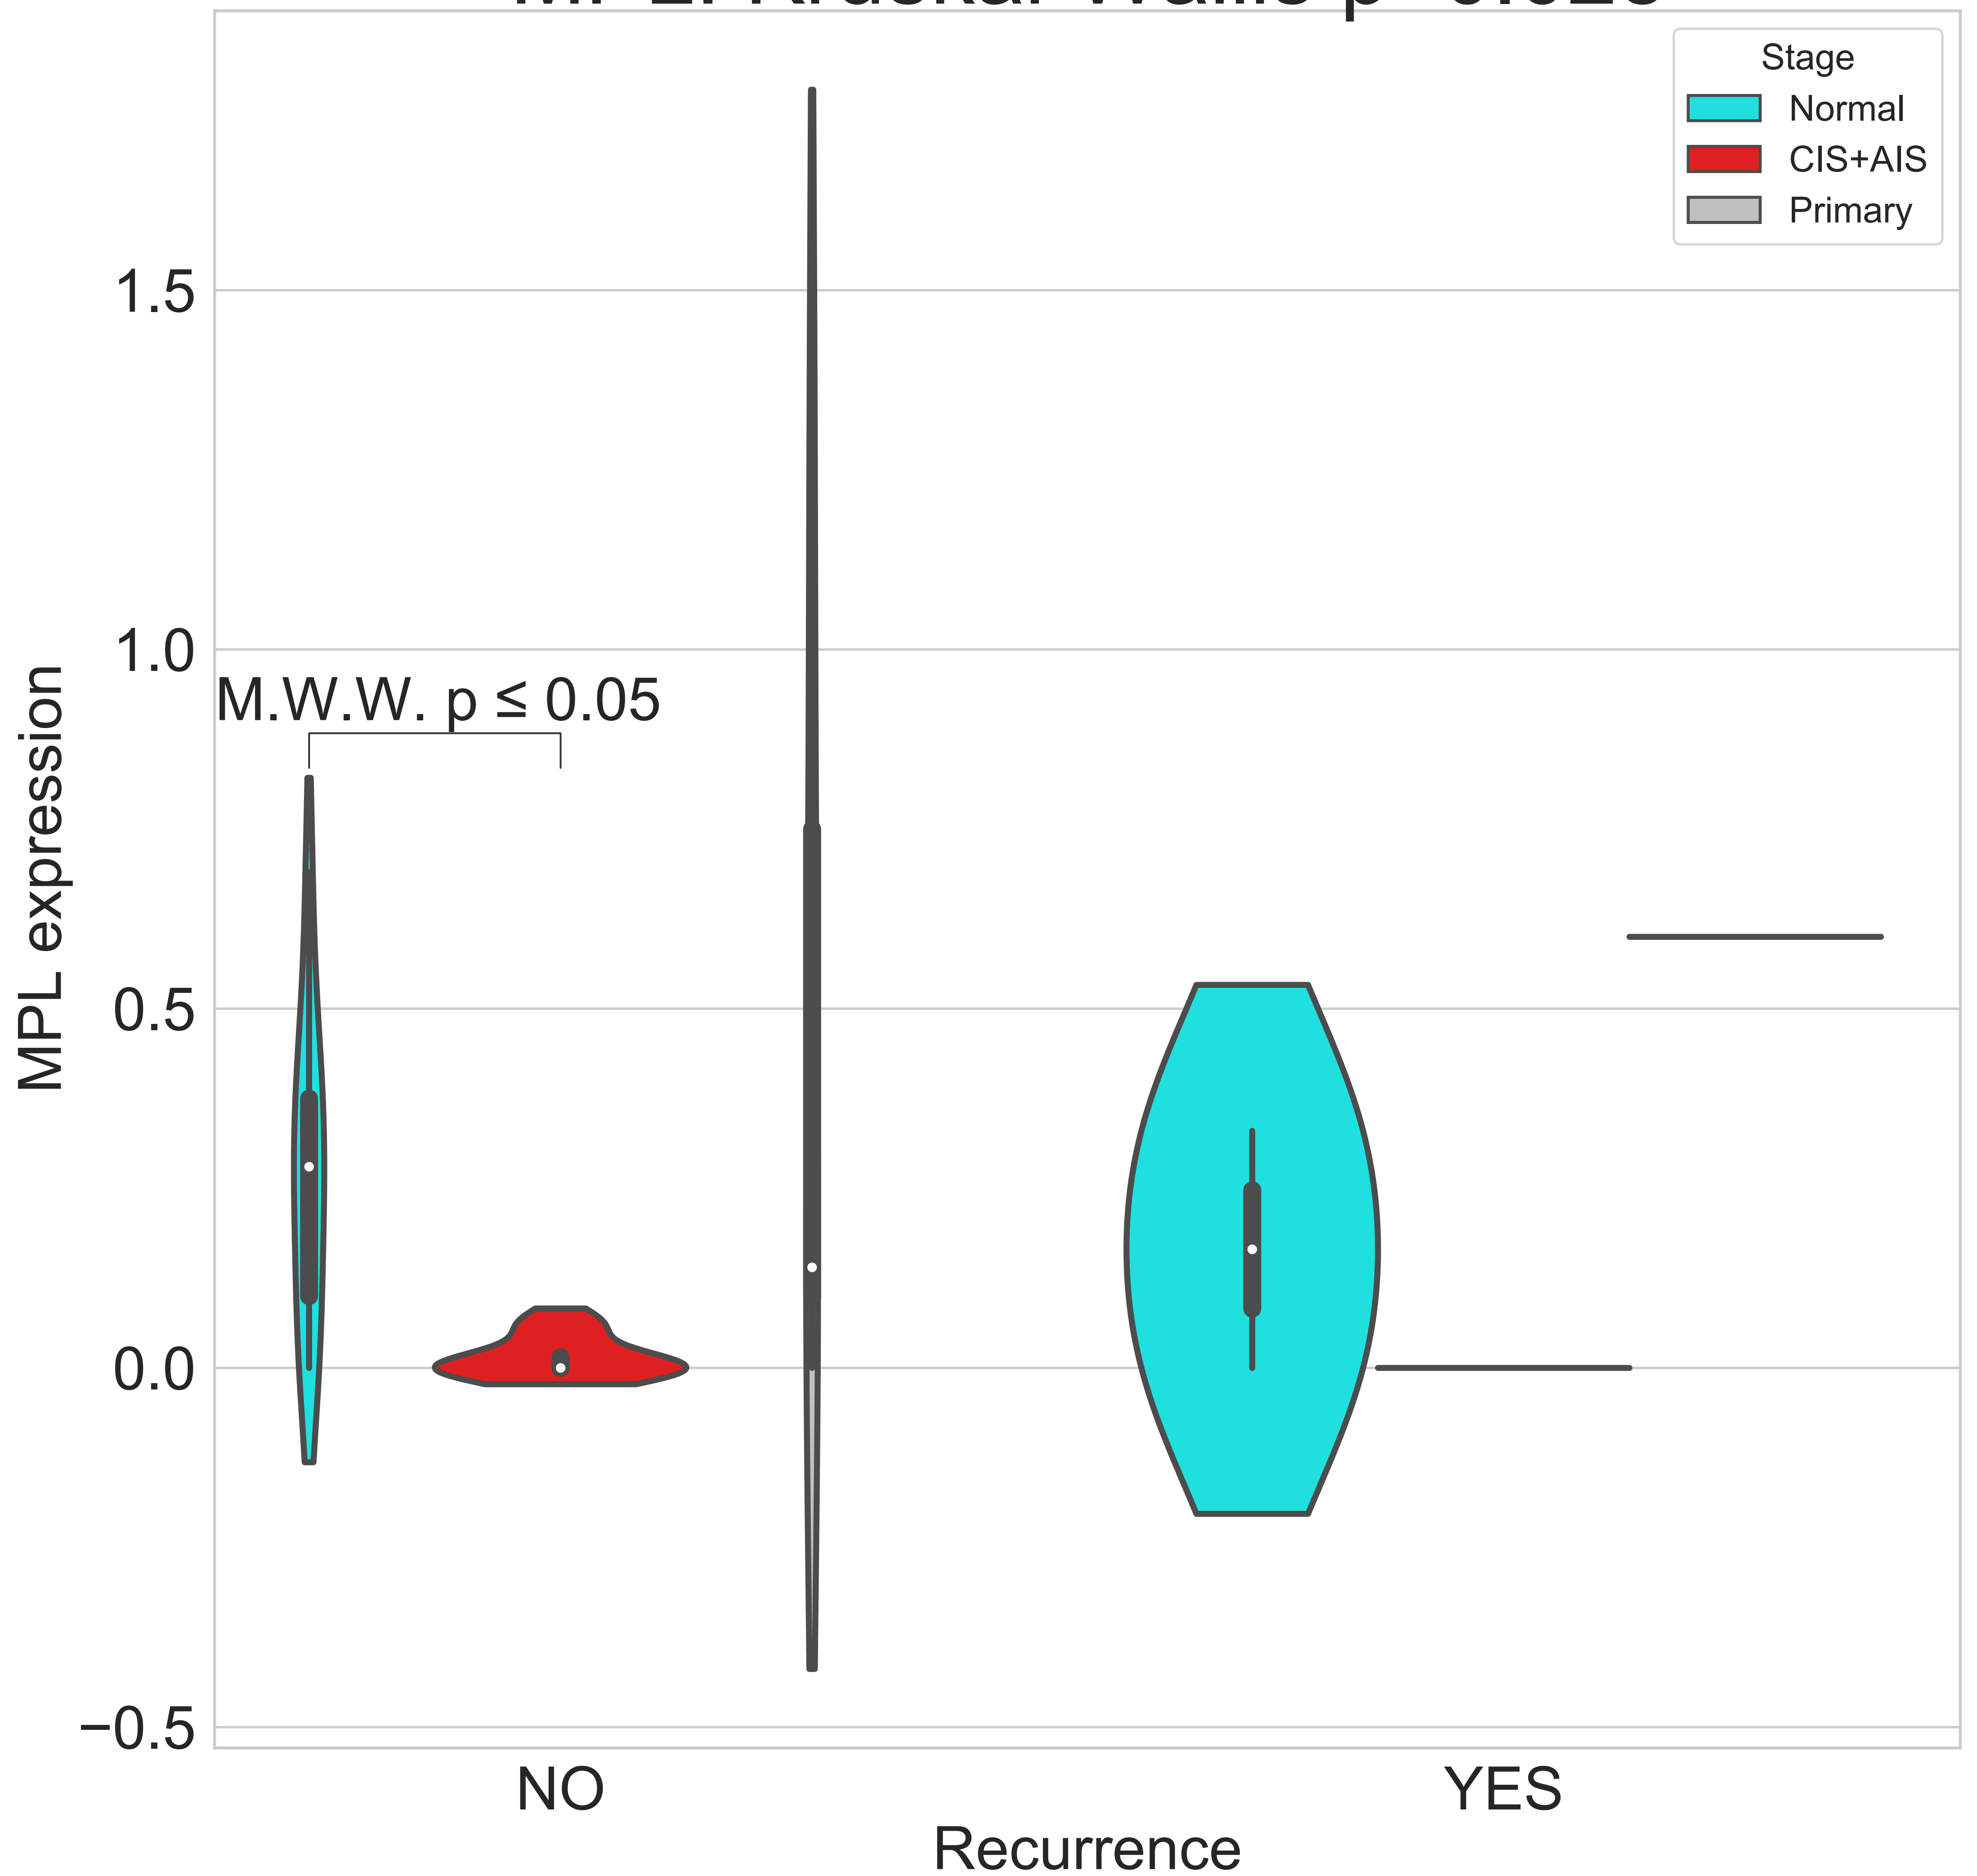 Stage
Normal
CIS+AIS
Primary
1.5
1.0
M.W.W. p ≤ 0.05
0.5
0.0
−0.5
MPL expression
NO
YES
Recurrence